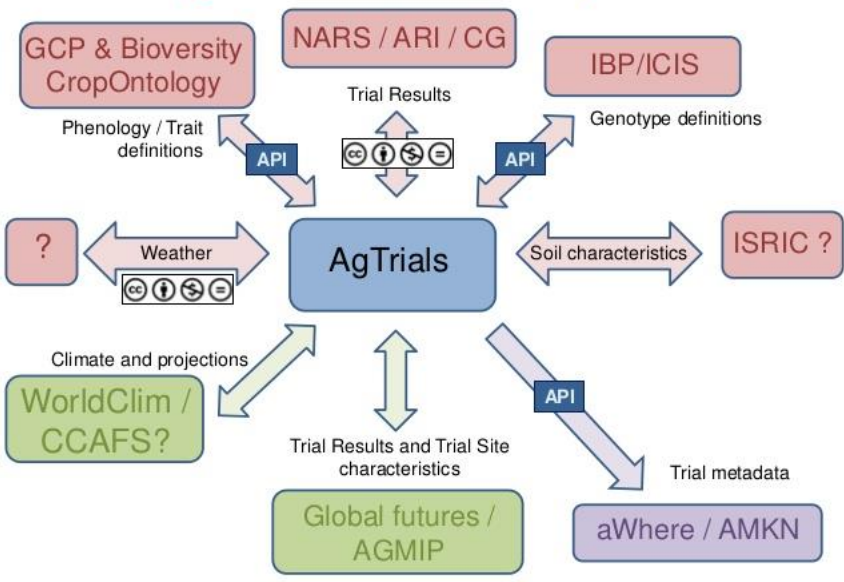 GCP & Bioversity
CropOntology
NARS / ARI / CG
IBP/ICIS
Trial Results
Phenology / Trait
definitions
Genotype definitions
API
cc
=
API
?
Weather
cc
=
AgTrials
Soil characteristics
ISRIC ?
Climate and projections
WorldClim /
CCAFS?
API
Trial Results and Trial Site
characteristics
Trial metadata
Global futures /
AGMIP
aWhere / AMKN